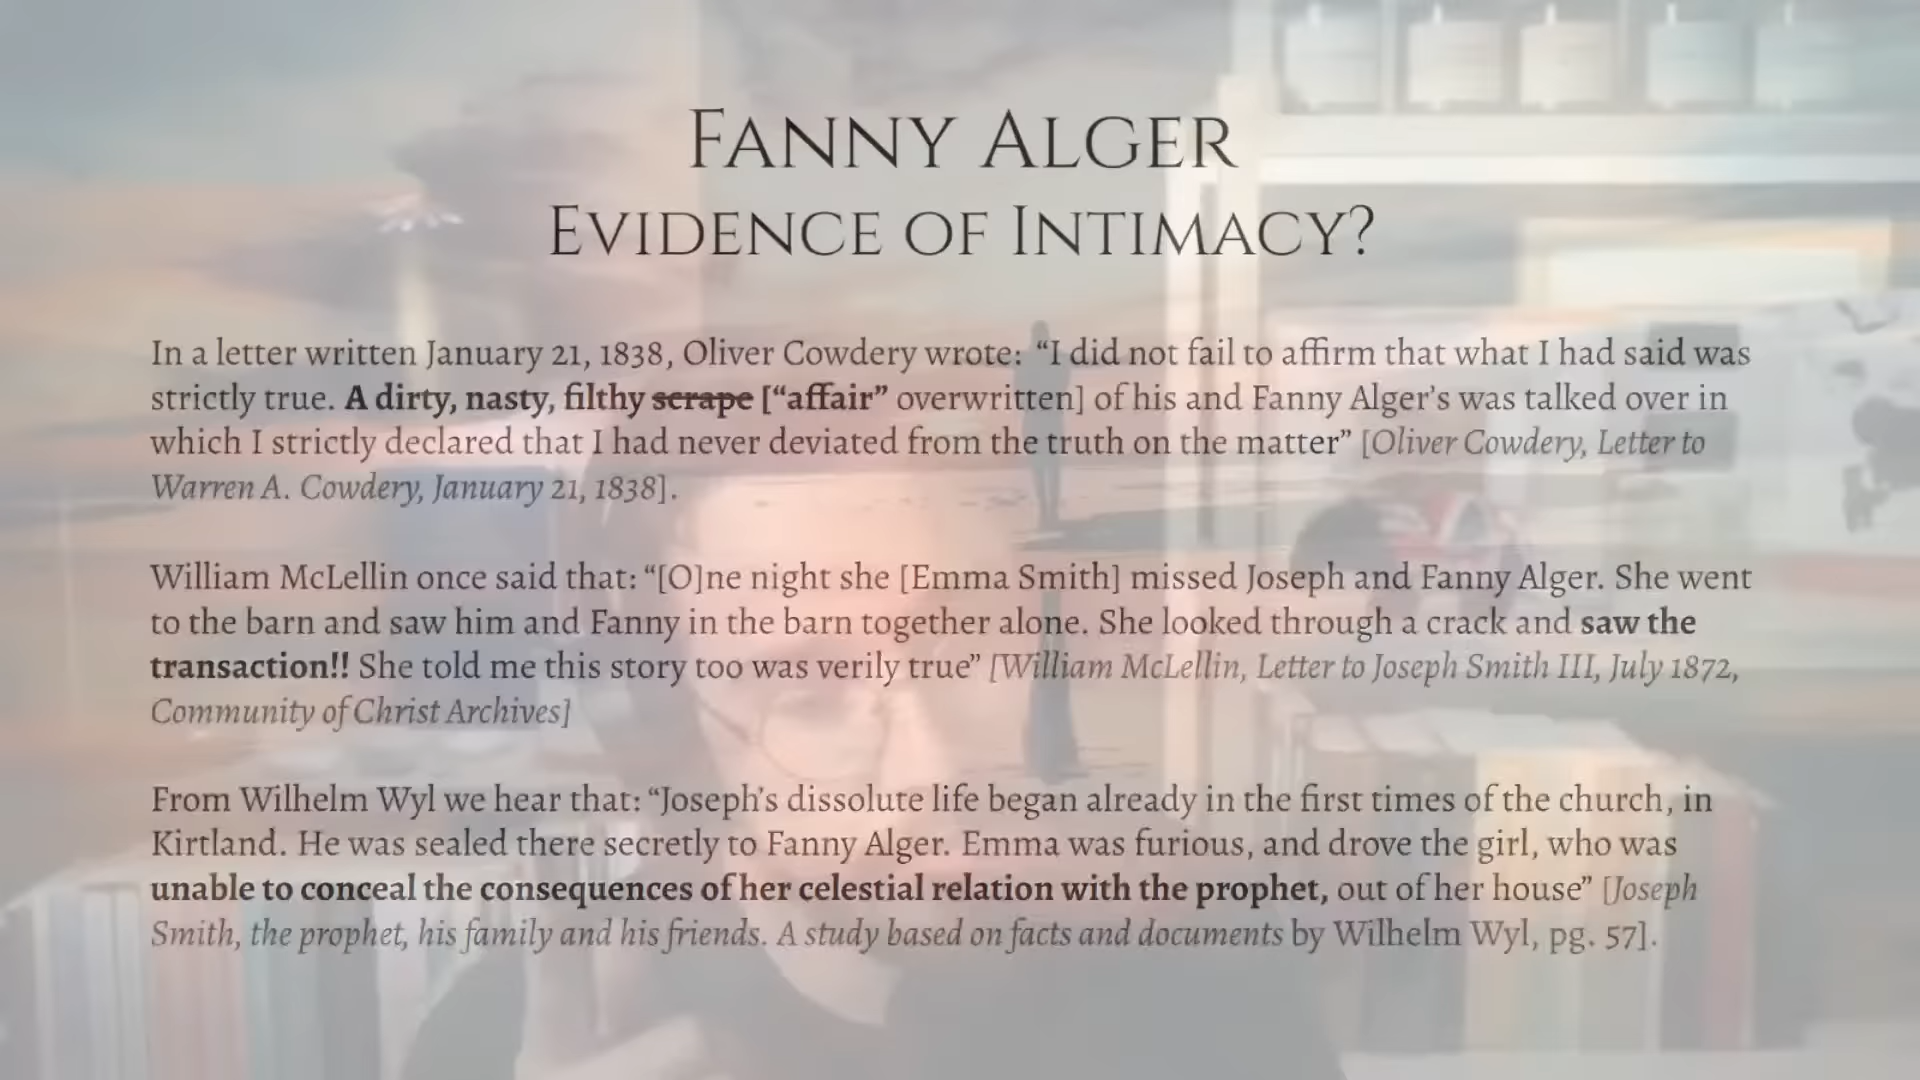 FANNY ALGER
EVIDENCE OF INTIMACY?
In a letter written January 21, 1838, Oliver Cowdery wrote: “I did not fail to affirm that what I had said was
strictly true. A dirty, nasty, filthy scrape [“affair” overwritten] of his and Fanny Alger’s was talked over in
which I strictly declared that I had never deviated from the truth on the matter” [Oliver Cowdery, Letter to
Warren A. Cowdery, January 21, 1838].
William McLellin once said that: “[O]ne night she [Emma Smith] missed Joseph and Fanny Alger. She went
to the barn and saw him and Fanny in the barn together alone. She looked through a crack and saw the
transaction!! She told me this story too was verily true” [William McLellin, Letter to Joseph Smith III, July 1872,
Community of Christ Archives]
From Wilhelm Wyl we hear that: “Joseph’s dissolute life began already in the first times of the church, in
Kirtland. He was sealed there secretly to Fanny Alger. Emma was furious, and drove the girl, who was
unable to conceal the consequences of her celestial relation with the prophet, out of her house” [Joseph
Smith, the prophet, his family and his friends. A study based on facts and documents by Wilhelm Wyl, pg. 57].